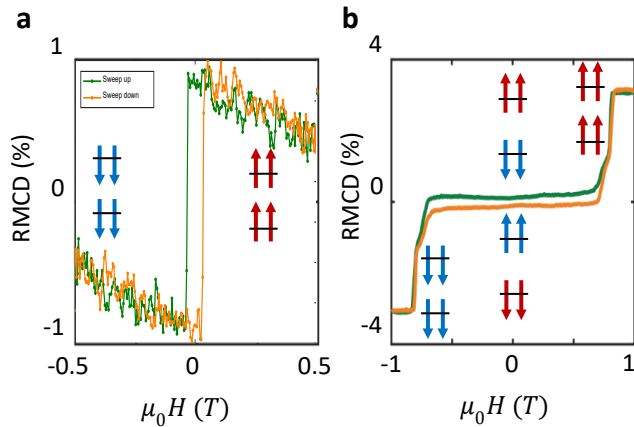 a
1
Sweep up
Sweep down
RMCD (%)
0
-1
-0.5
0
0.5
μ₀H (T)
b
4
RMCD (%)
0
-4
-1
0
1
μ₀H (T)